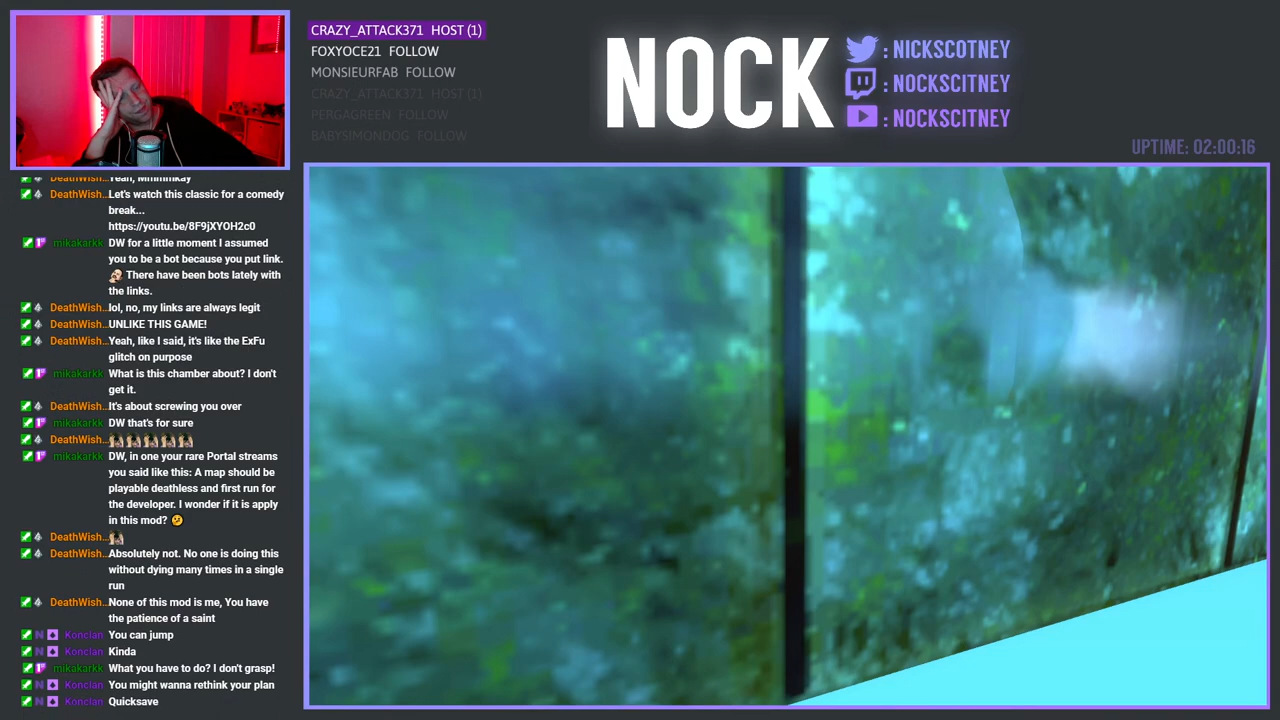 CRAZY_ATTACK371 HOST (1)
FOXYOCE21 FOLLOW
MONSIEURFAB FOLLOW
CRAZY_ATTACK371 HOST (1)
PERGAGREEN FOLLOW
BABYSIMONDOG FOLLOW
NOCK
: NICKSCOTNEY
: NOCKSCITNEY
: NOCKSCITNEY
UPTIME: 02:00:16
DeathWish... Yeah, Mmmmkay
DeathWish... Let's watch this classic for a comedy
break...
https://youtu.be/8F9jXYOH2c0
mikakarkk DW for a little moment I assumed
you to be a bot because you put link.
There have been bots lately with
the links.
DeathWish... lol, no, my links are always legit
DeathWish... UNLIKE THIS GAME!
DeathWish... Yeah, like I said, it's like the ExFu
glitch on purpose
mikakarkk What is this chamber about? I don't
get it.
DeathWish... It's about screwing you over
mikakarkk DW that's for sure
DeathWish...
mikakarkk DW, in one your rare Portal streams
you said like this: A map should be
playable deathless and first run for
the developer. I wonder if it is apply
in this mod? 🤔
DeathWish...
DeathWish... Absolutely not. No one is doing this
without dying many times in a single
run
DeathWish... None of this mod is me, You have
the patience of a saint
Konclan You can jump
Konclan Kinda
mikakarkk What you have to do? I don't grasp!
Konclan You might wanna rethink your plan
Konclan Quicksave